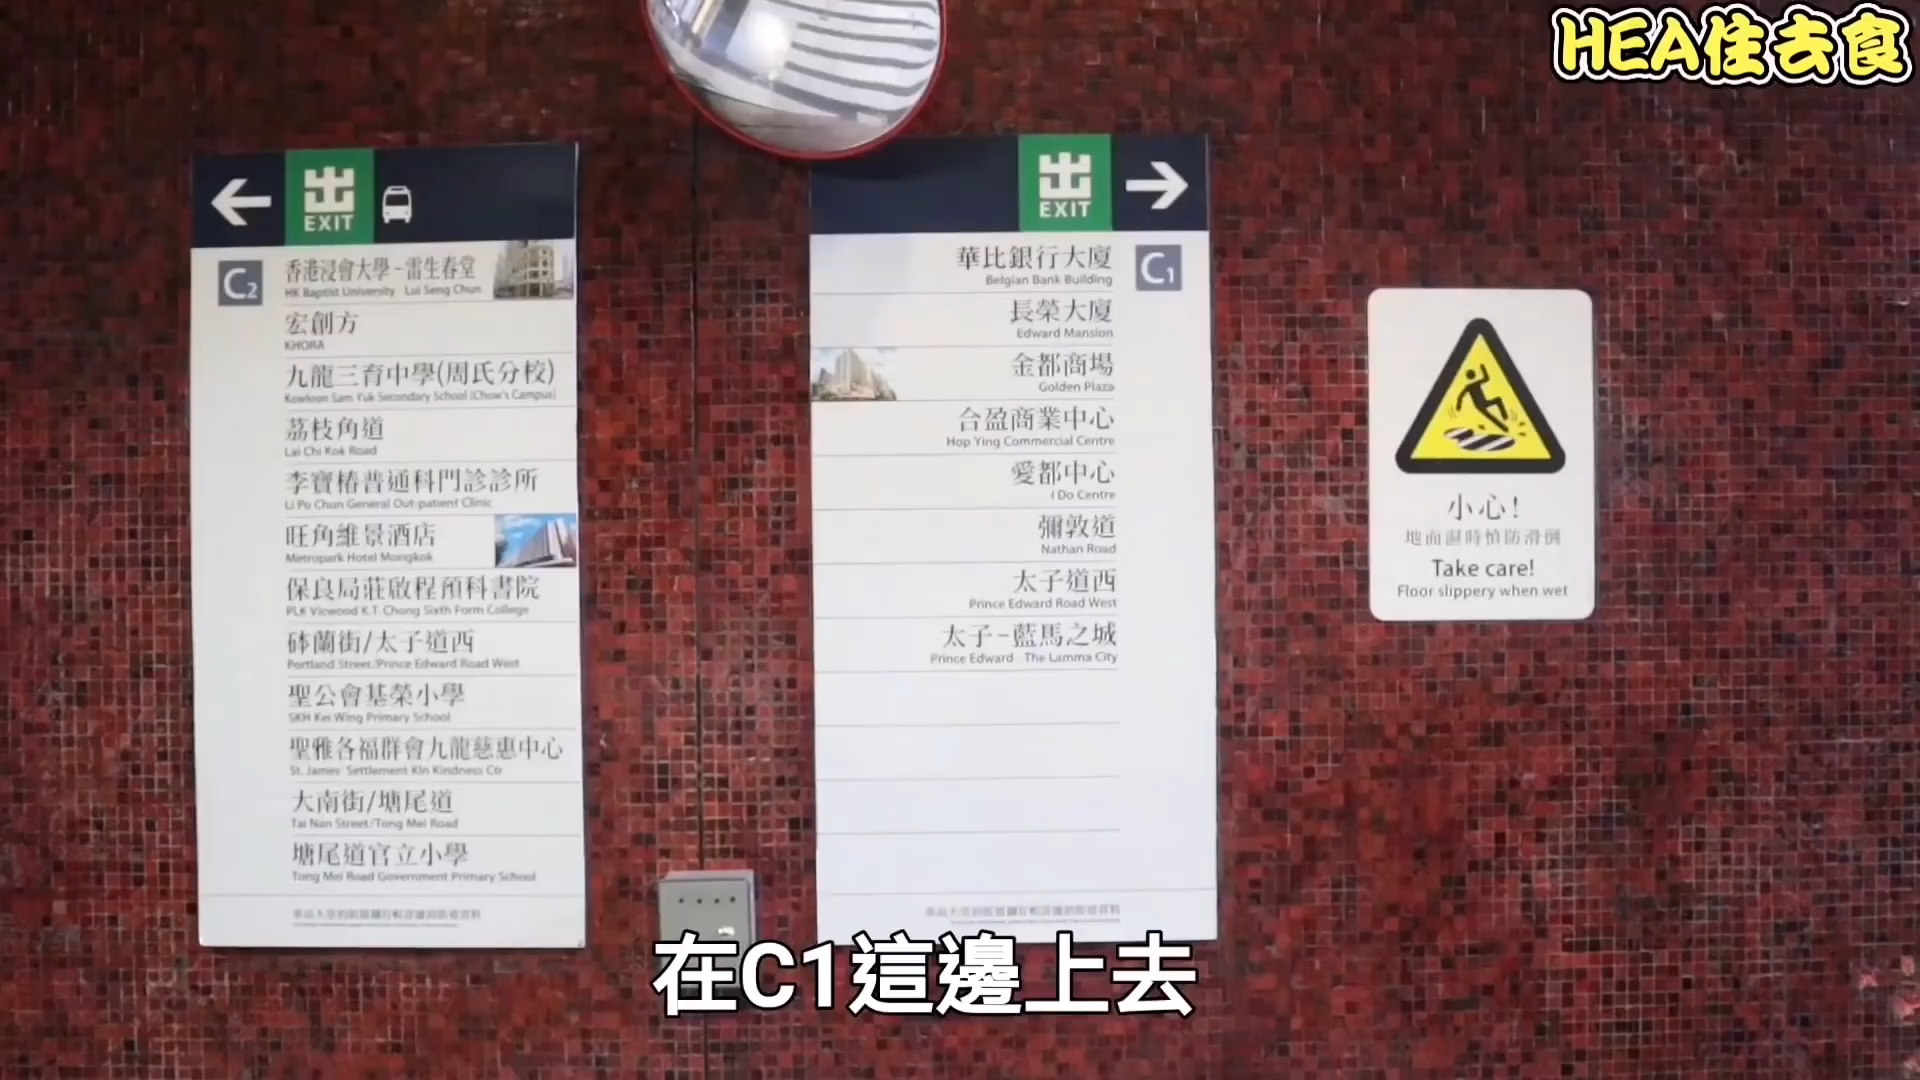 HEA住去食
出
EXIT
C2
香港浸會大學-雷生春堂
HK Baptist University - Lui Seng Chun
宏創方
KHORA
九龍三育中學(周氏分校)
Kowloon Sam Yuk Secondary School (Chow's Campus)
荔枝角道
Lai Chi Kok Road
李寶椿普通科門診診所
Li Po Chun General Out-patient Clinic
旺角維景酒店
Metropark Hotel Mongkok
保良局莊啟程預科書院
PLK Vicwood K.T. Chong Sixth Form College
砵蘭街/太子道西
Portland Street/Prince Edward Road West
聖公會基榮小學
SKH Kei Wing Primary School
聖雅各福群會九龍慈惠中心
St. James' Settlement Kln Kindness Ctr
大南街/塘尾道
Tai Nan Street/Tong Mei Road
塘尾道官立小學
Tong Mei Road Government Primary School
出
EXIT
C1
華比銀行大廈
Belgian Bank Building
長榮大廈
Edward Mansion
金都商場
Golden Plaza
合盈商業中心
Hop Ying Commercial Centre
愛都中心
I Do Centre
彌敦道
Nathan Road
太子道西
Prince Edward Road West
太子-藍馬之城
Prince Edward - The Lamma City
小心!
地面濕時慎防滑倒
Take care!
Floor slippery when wet
在C1這邊上去